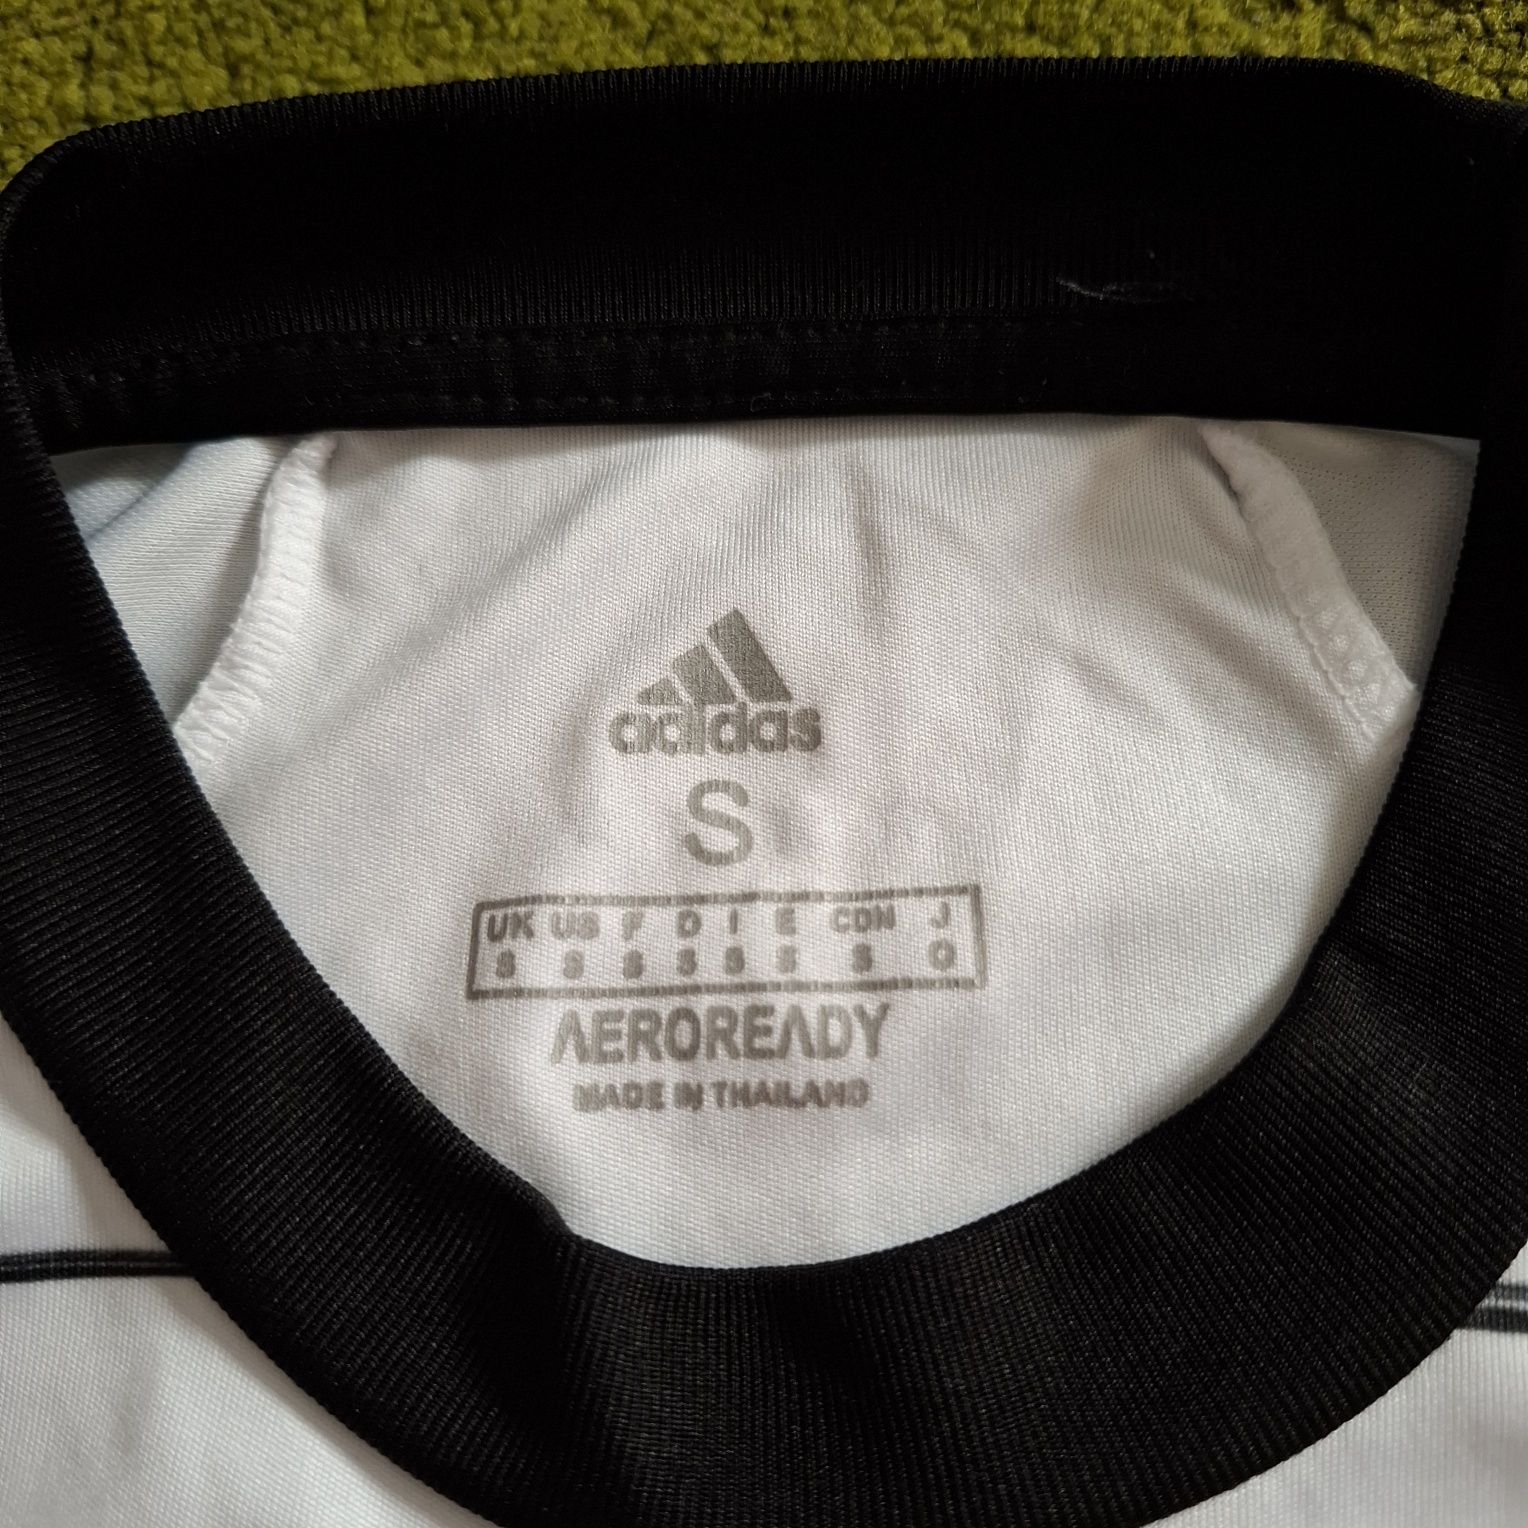 adidas
S
UK US F D I E CDN J
S S S S S S S O
AEROREADY
MADE IN THAILAND